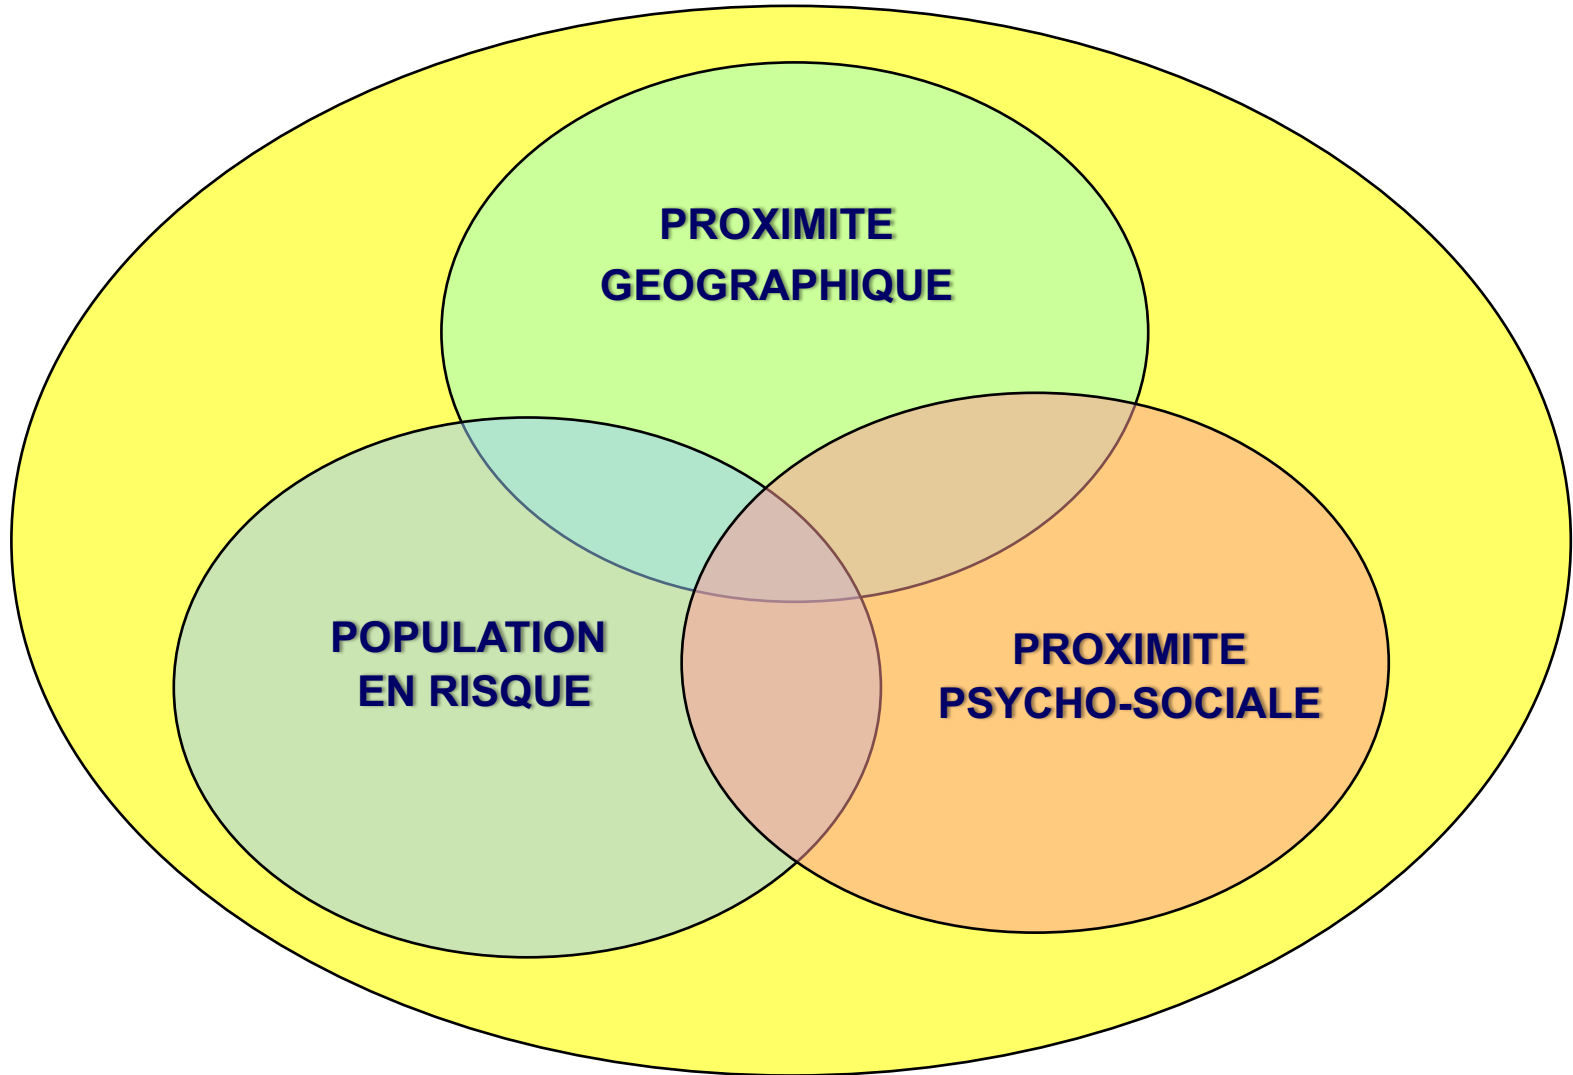 PROXIMITE
GEOGRAPHIQUE
POPULATION
EN RISQUE
PROXIMITE
PSYCHO-SOCIALE